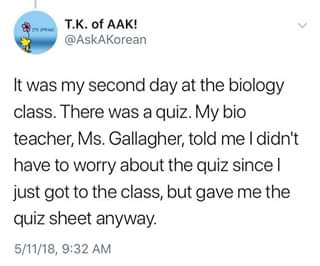 T.K. of AAK!
@AskAKorean
It was my second day at the biology
class. There was a quiz. My bio
teacher, Ms. Gallagher, told me I didn't
have to worry about the quiz since I
just got to the class, but gave me the
quiz sheet anyway.
5/11/18, 9:32 AM